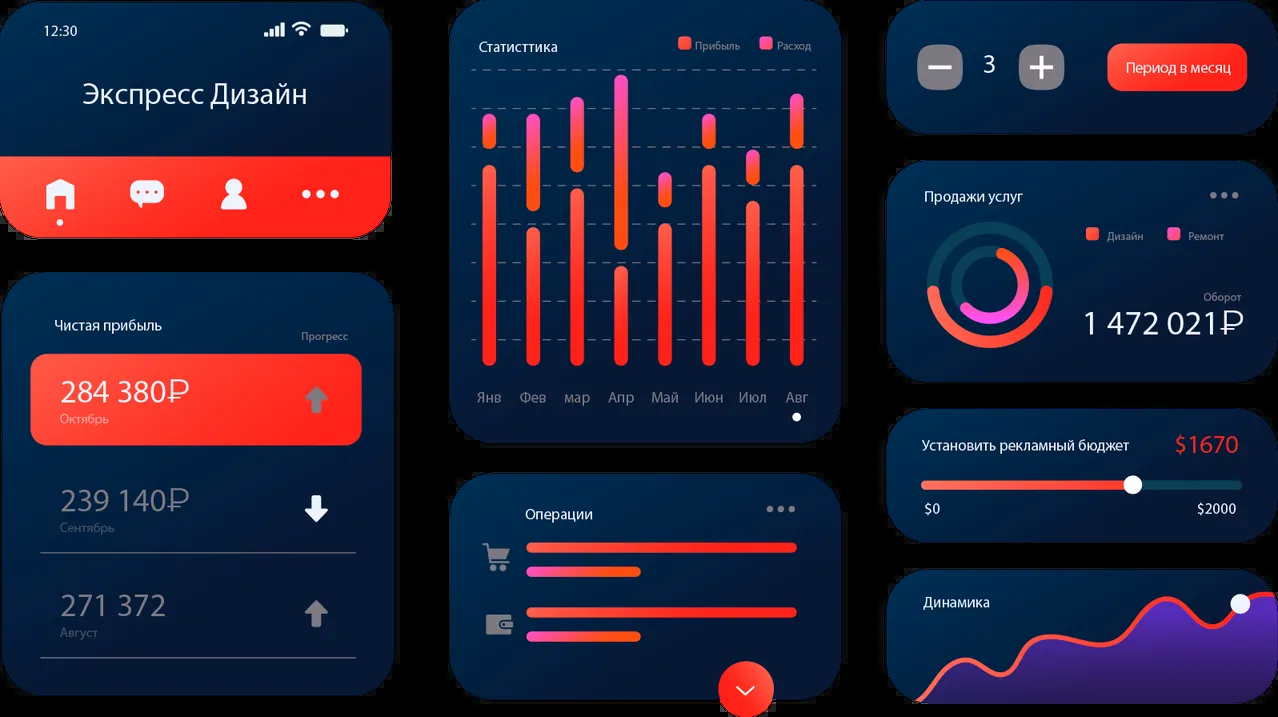 12:30
Экспресс Дизайн
Чистая прибыль
Прогресс
284 380₽
Октябрь
239 140₽
Сентябрь
271 372
Август
Статисттика
Прибыль Расход
Янв Фев мар Апр Май Июн Июл Авг
Операции
3
Период в месяц
Продажи услуг
Дизайн Ремонт
Оборот
1 472 021₽
Установить рекламный бюджет $1670
$0 $2000
Динамика